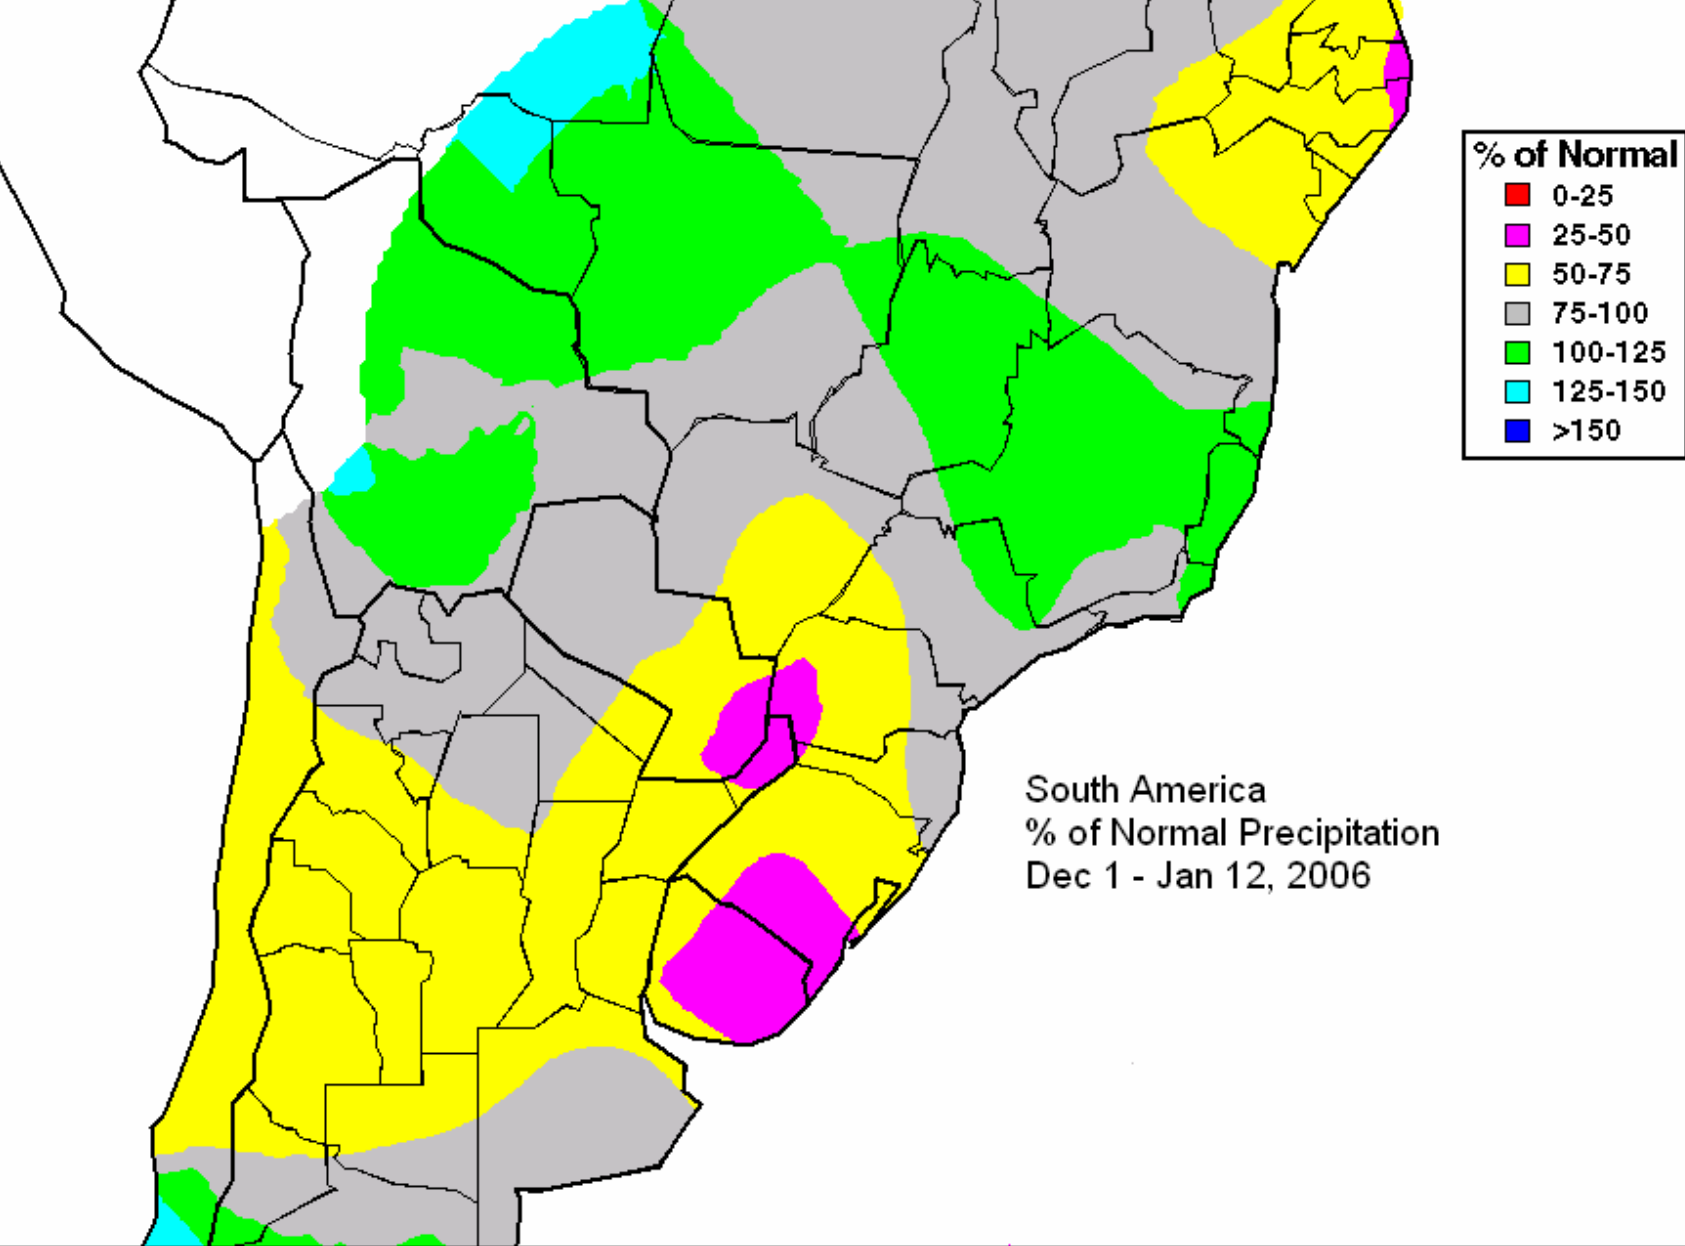 % of Normal
0-25
25-50
50-75
75-100
100-125
125-150
>150
South America
% of Normal Precipitation
Dec 1 - Jan 12, 2006